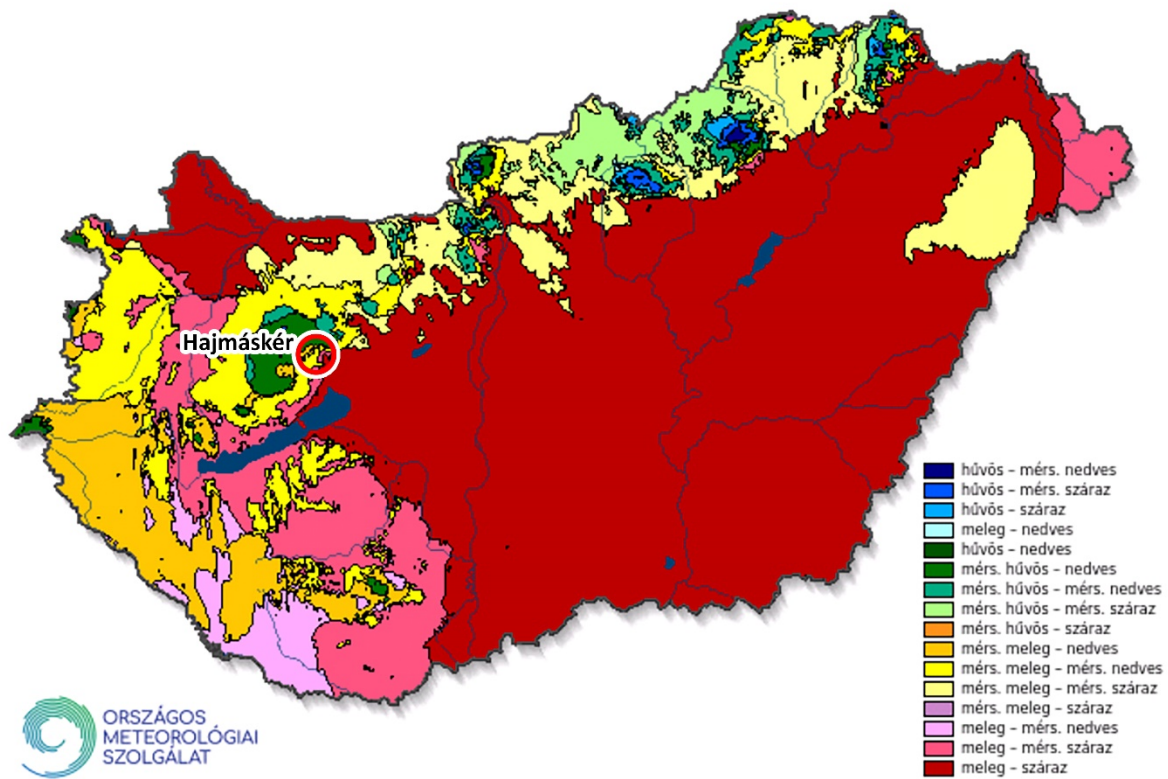 Hajmáskér
hűvös – mérs. nedves
hűvös – mérs. száraz
hűvös – száraz
meleg – nedves
hűvös – nedves
mérs. hűvös – nedves
mérs. hűvös – mérs. nedves
mérs. hűvös – mérs. száraz
mérs. hűvös – száraz
mérs. meleg – nedves
mérs. meleg – mérs. nedves
mérs. meleg – mérs. száraz
mérs. meleg – száraz
meleg – mérs. nedves
meleg – mérs. száraz
meleg – száraz
ORSZÁGOS
METEOROLÓGIAI
SZOLGÁLAT